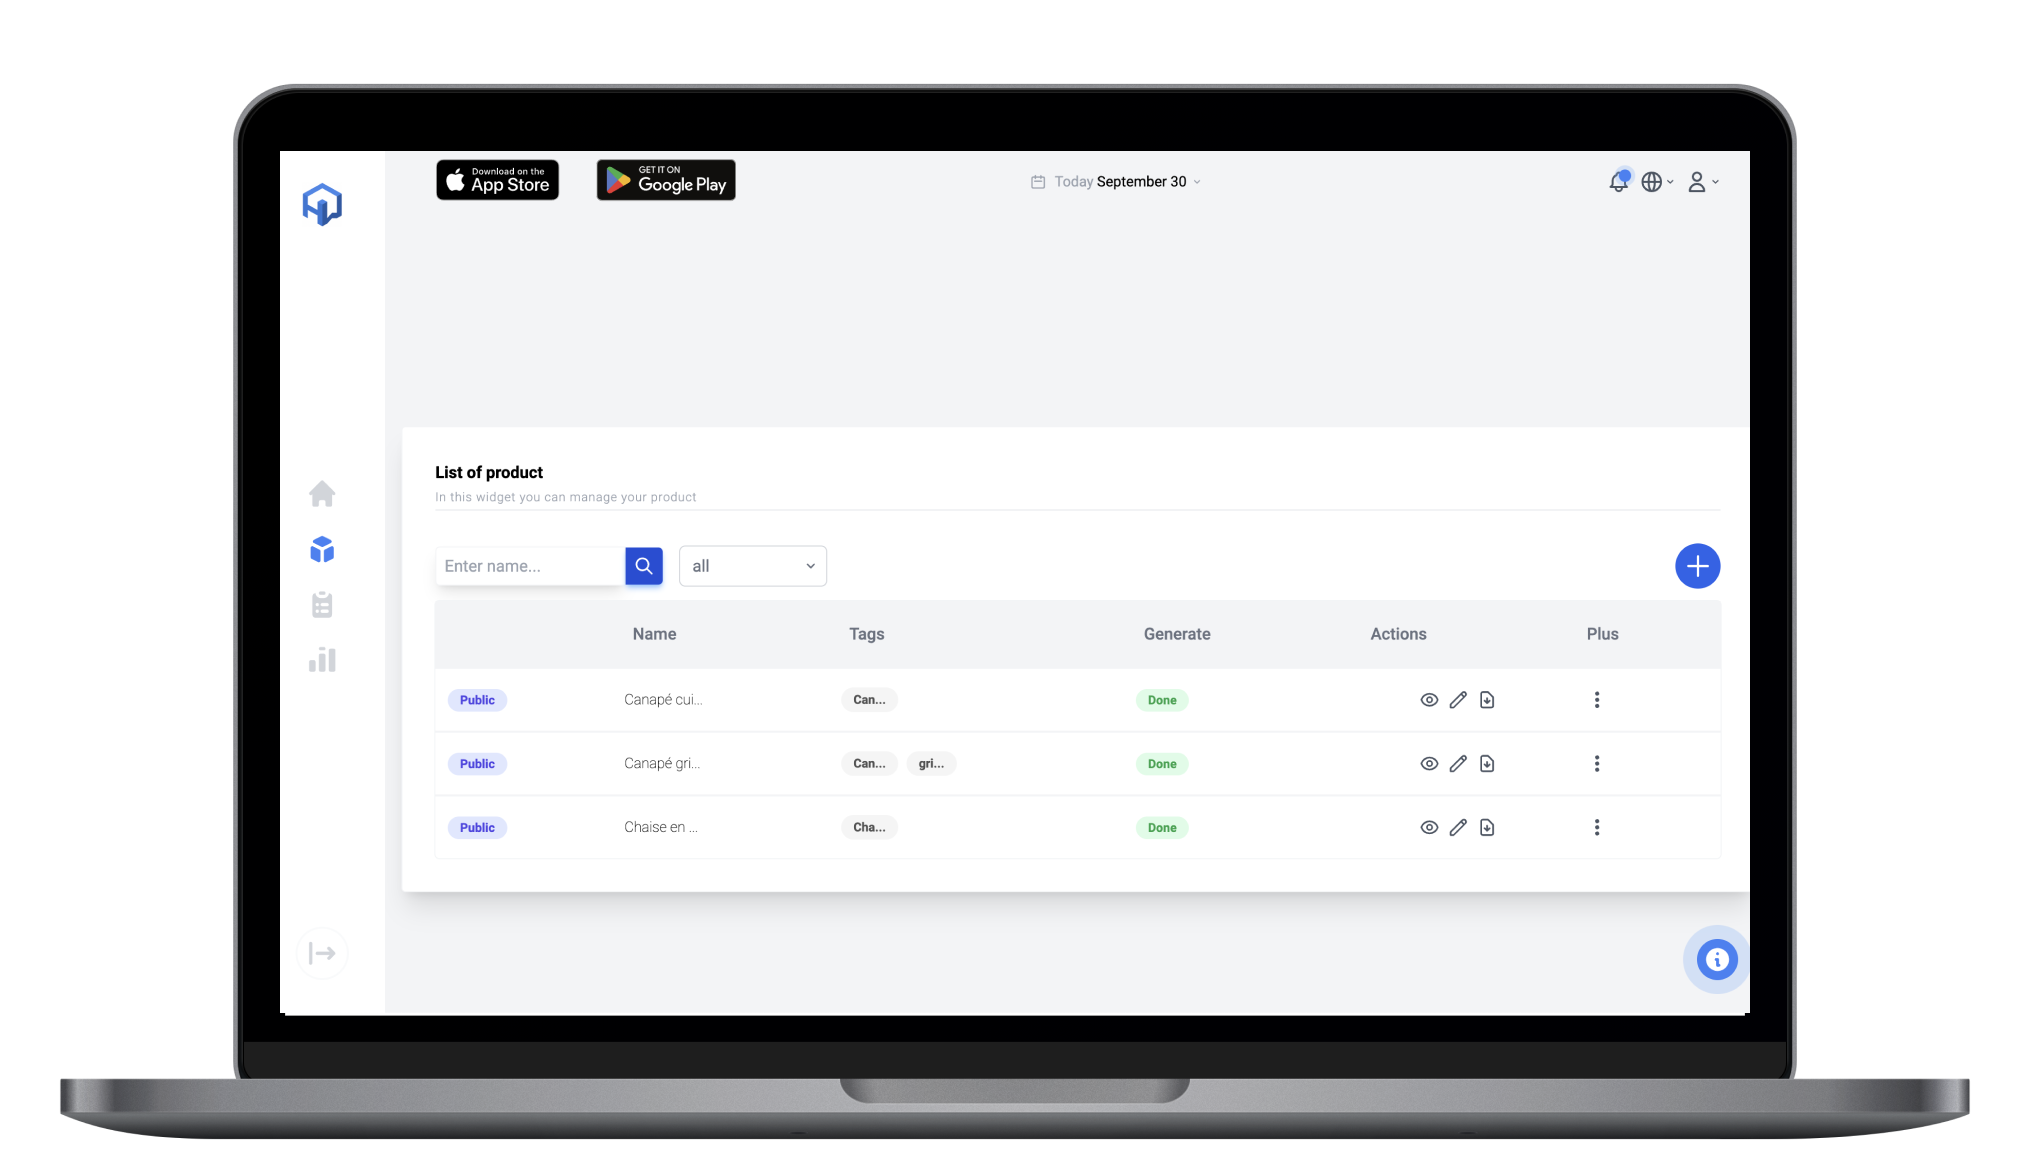 Download on the
App Store
GET IT ON
Google Play
Today September 30
List of product
In this widget you can manage your product
Enter name...
all
Name Tags Generate Actions Plus
Public Canapé cui... Can... Done
Public Canapé gri... Can... gri... Done
Public Chaise en ... Cha... Done